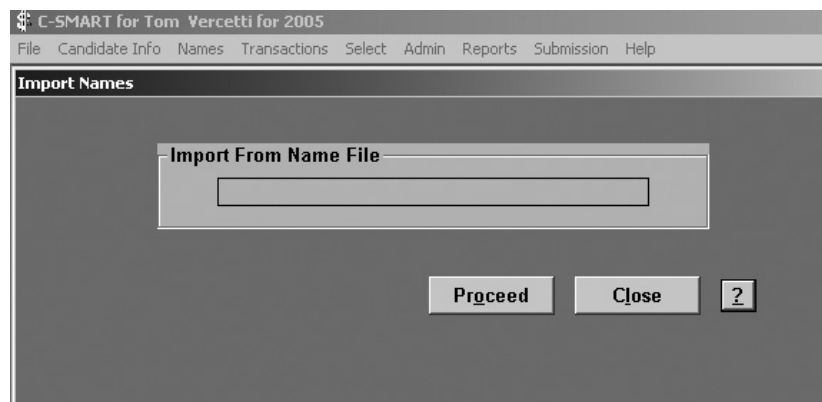 C-SMART for Tom Vercetti for 2005
File Candidate Info Names Transactions Select Admin Reports Submission Help
Import Names
Import From Name File
Proceed Close ?